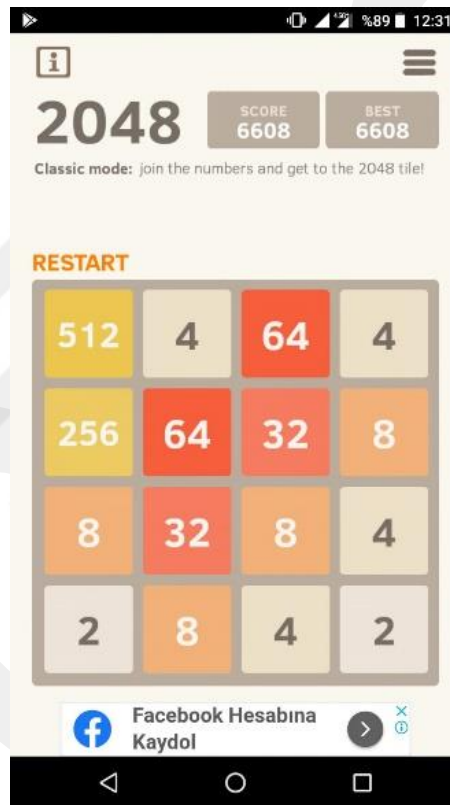 %89 12:31
i
2048
SCORE
6608
BEST
6608
Classic mode: join the numbers and get to the 2048 tile!
RESTART
512 4 64 4
256 64 32 8
8 32 8 4
2 8 4 2
Facebook Hesabına
Kaydol